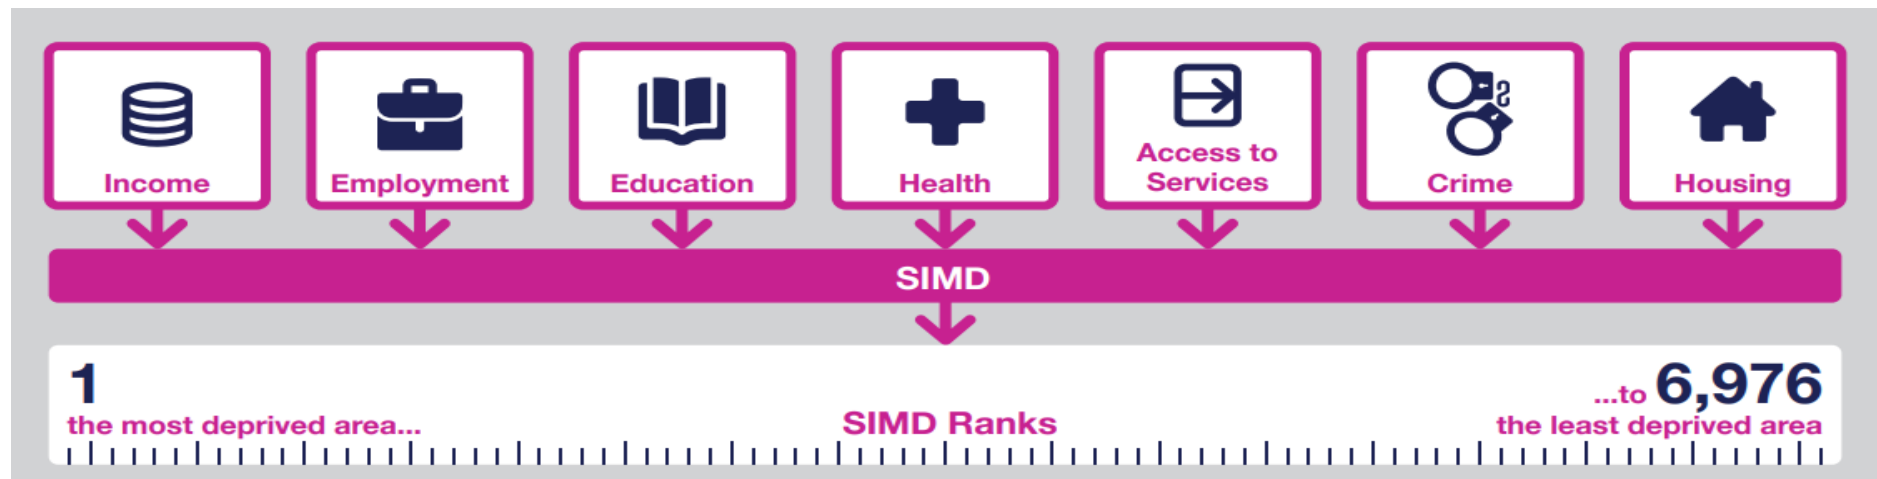 Income
Employment
Education
Health
Access to
Services
Crime
Housing
SIMD
1
the most deprived area...
SIMD Ranks
...to 6,976
the least deprived area